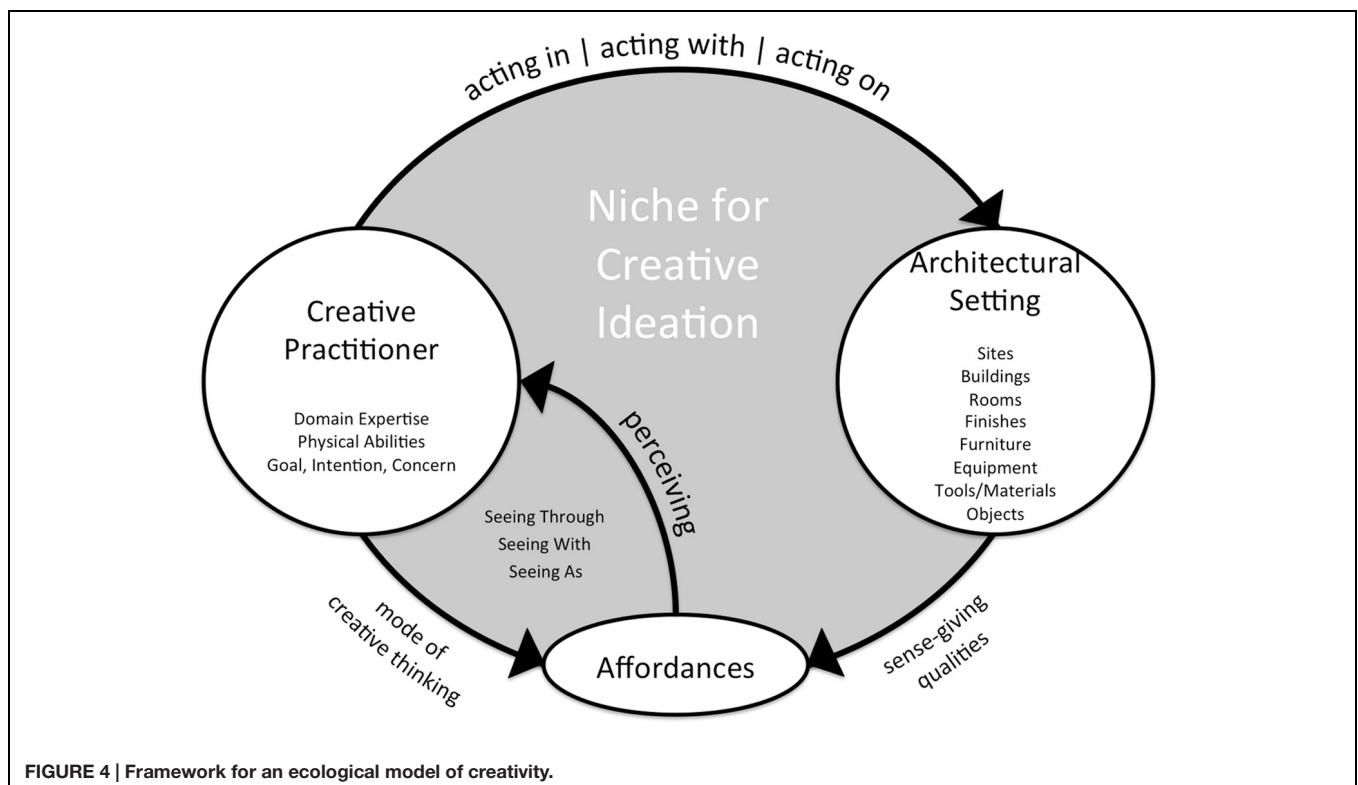 acting in | acting with | acting on
Niche for
Creative
Ideation
Creative
Practitioner
Domain Expertise
Physical Abilities
Goal, Intention, Concern
Architectural
Setting
Sites
Buildings
Rooms
Finishes
Furniture
Equipment
Tools/Materials
Objects
perceiving
Seeing Through
Seeing With
Seeing As
mode of
creative thinking
Affordances
sense-giving
qualities
FIGURE 4 | Framework for an ecological model of creativity.